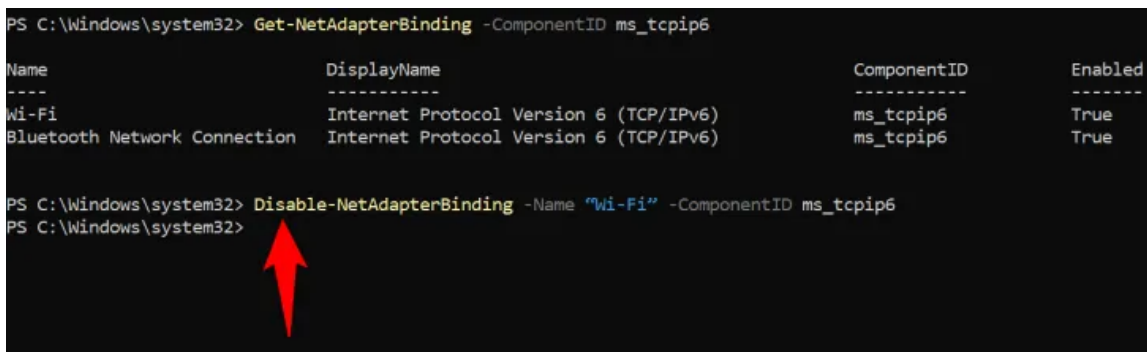 PS C:\Windows\system32> Get-NetAdapterBinding -ComponentID ms_tcpip6
Name DisplayName ComponentID Enabled
---- ----------- ----------- -------
Wi-Fi Internet Protocol Version 6 (TCP/IPv6) ms_tcpip6 True
Bluetooth Network Connection Internet Protocol Version 6 (TCP/IPv6) ms_tcpip6 True
PS C:\Windows\system32> Disable-NetAdapterBinding -Name “Wi-Fi” -ComponentID ms_tcpip6
PS C:\Windows\system32>